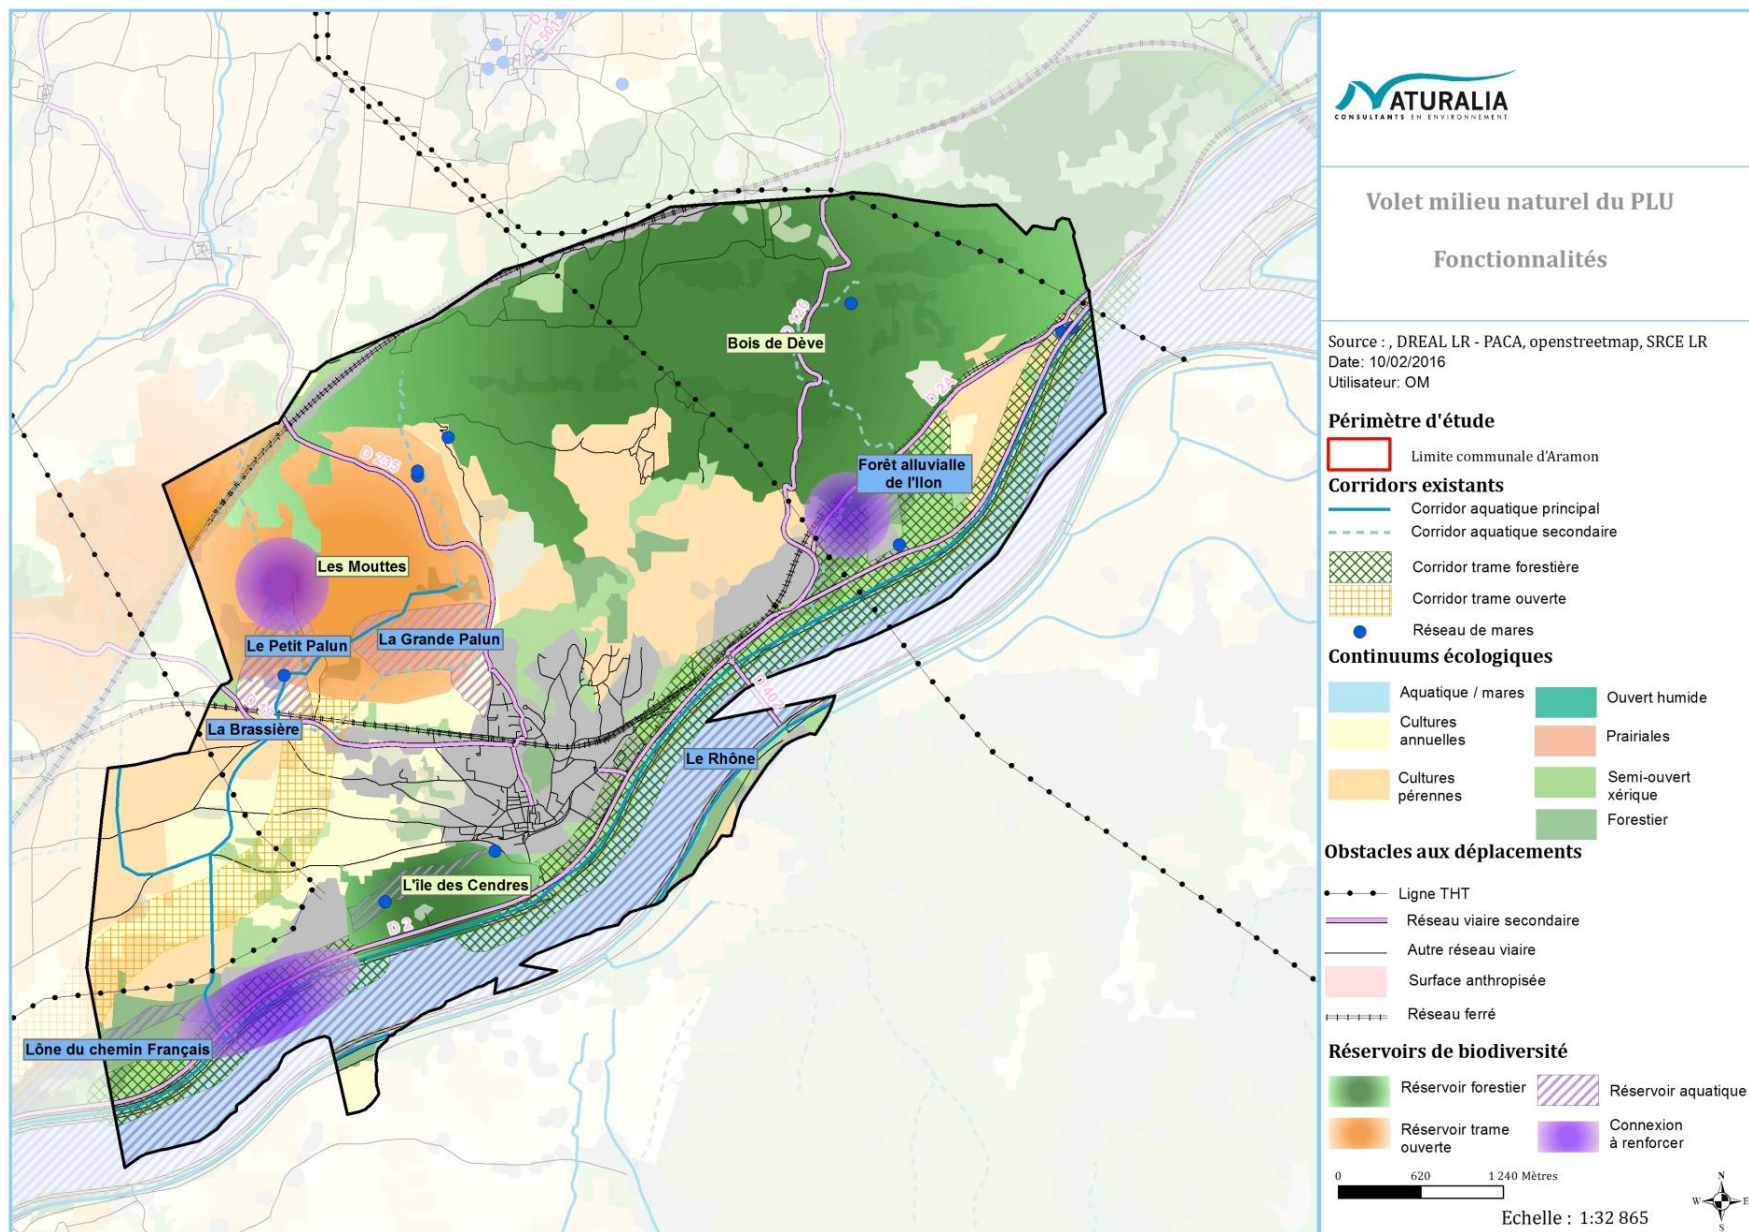 NATURALIA
CONSULTANTS EN ENVIRONNEMENT
Volet milieu naturel du PLU
Fonctionnalités
Source : , DREAL LR - PACA, openstreetmap, SRCE LR
Date: 10/02/2016
Utilisateur: OM
Périmètre d'étude
Limite communale d'Aramon
Corridors existants
Corridor aquatique principal
Corridor aquatique secondaire
Corridor trame forestière
Corridor trame ouverte
Réseau de mares
Continuums écologiques
Aquatique / mares
Ouvert humide
Cultures
annuelles
Prairiales
Cultures
pérennes
Semi-ouvert
xérique
Forestier
Obstacles aux déplacements
Ligne THT
Réseau viaire secondaire
Autre réseau viaire
Surface anthropisée
Réseau ferré
Réservoirs de biodiversité
Réservoir forestier
Réservoir aquatique
Réservoir trame
ouverte
Connexion
à renforcer
0 620 1 240 Mètres
Echelle : 1:32 865
N
W E
S
D 126
Bois de Dève
D 2A
D 235
Forêt alluvialle
de l'Ilon
Les Mouttes
Le Petit Palun
La Grande Palun
D 402
La Brassière
Le Rhône
L'île des Cendres
D 2
Lône du chemin Français